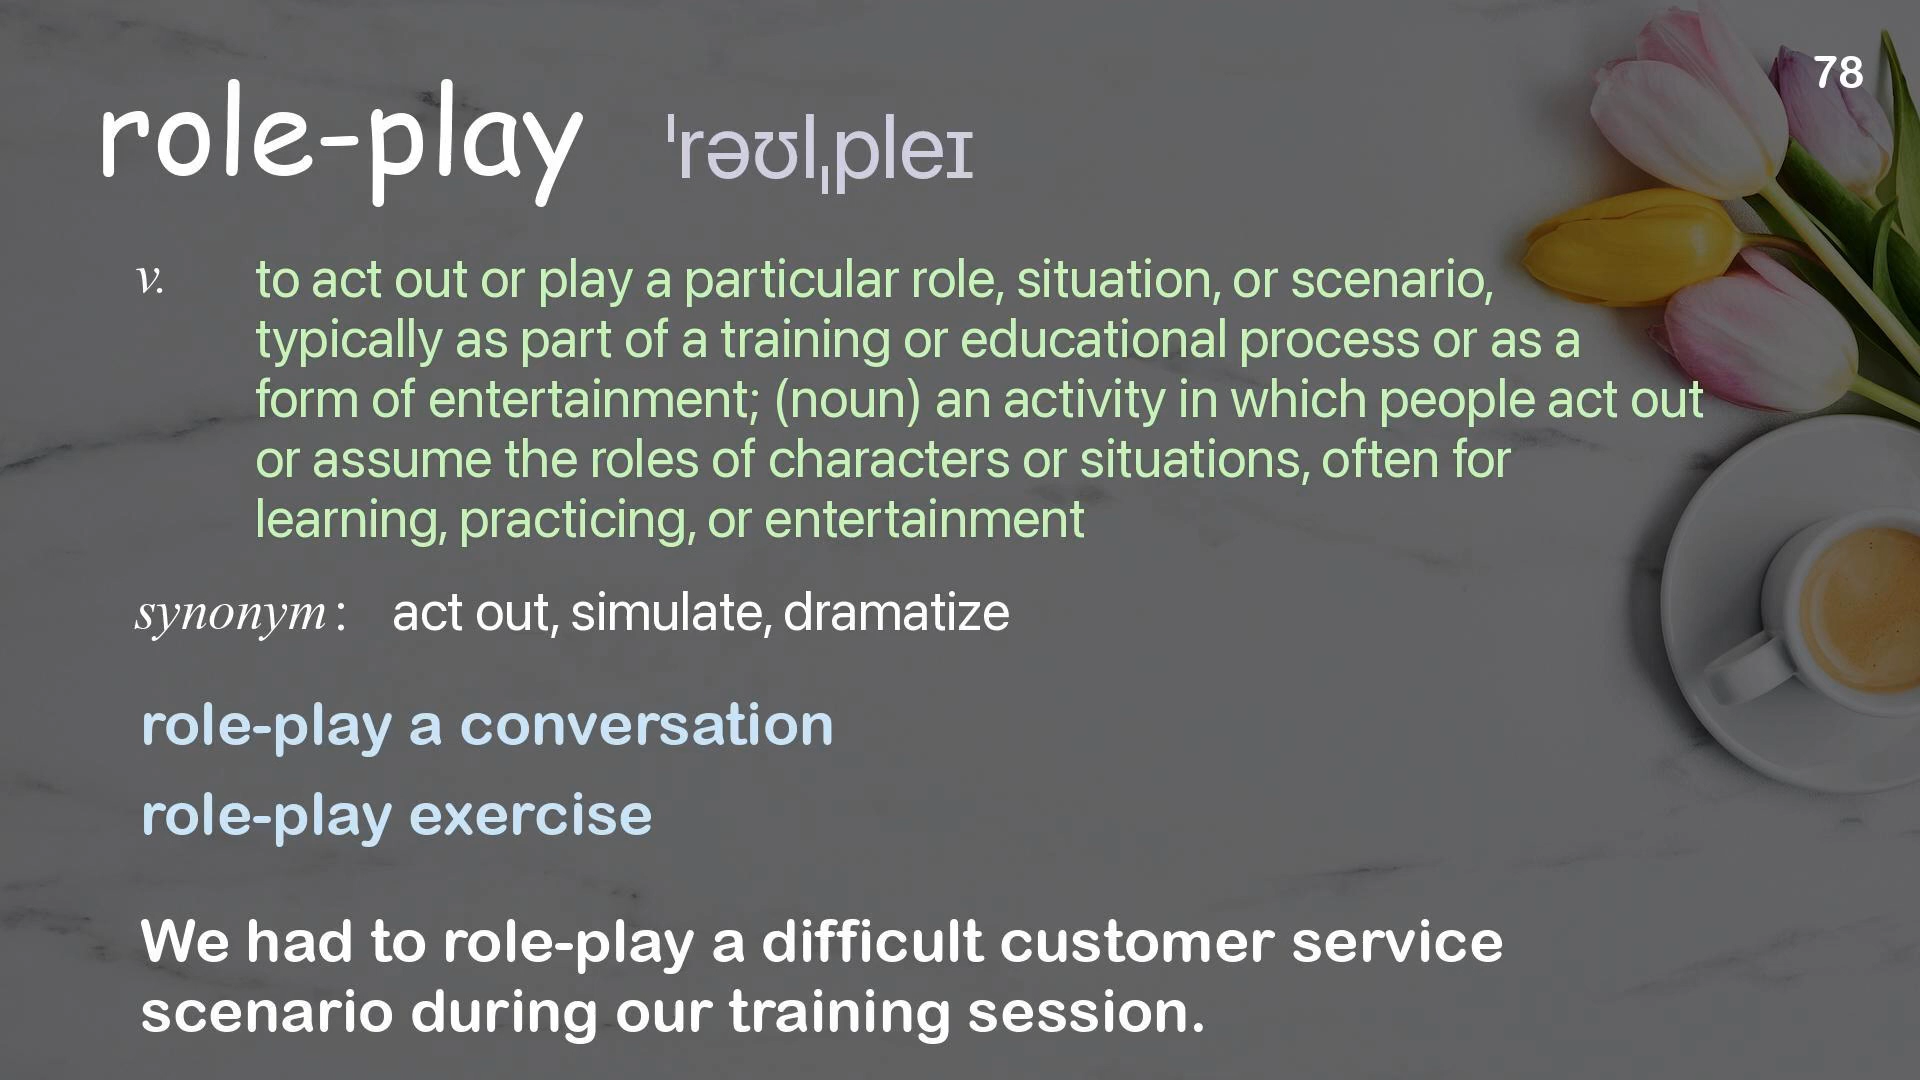 78
role-play ˈrəʊlˌpleɪ
v. to act out or play a particular role, situation, or scenario,
typically as part of a training or educational process or as a
form of entertainment; (noun) an activity in which people act out
or assume the roles of characters or situations, often for
learning, practicing, or entertainment
synonym: act out, simulate, dramatize
role-play a conversation
role-play exercise
We had to role-play a difficult customer service
scenario during our training session.